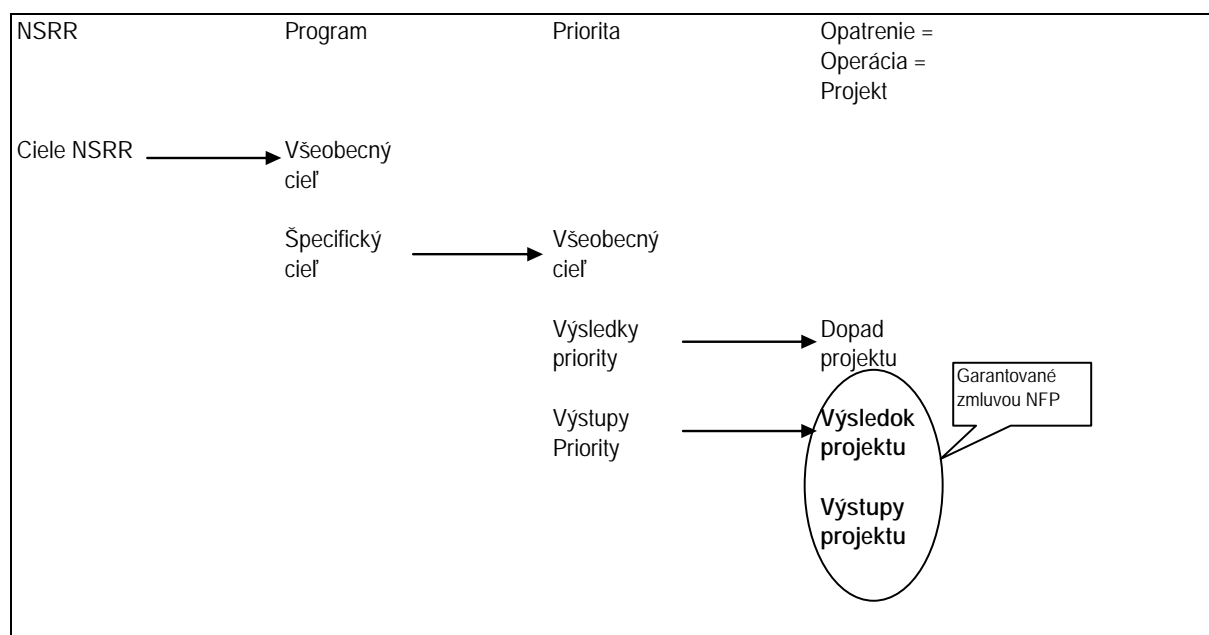 NSRR Program Priorita Opatrenie =
Operácia =
Projekt
Ciele NSRR Všeobecný
cieľ
Špecifický Všeobecný
cieľ cieľ
Výsledky Dopad
priority projektu
Garantované
zmluvou NFP
Výstupy Výsledok
Priority projektu
Výstupy
projektu